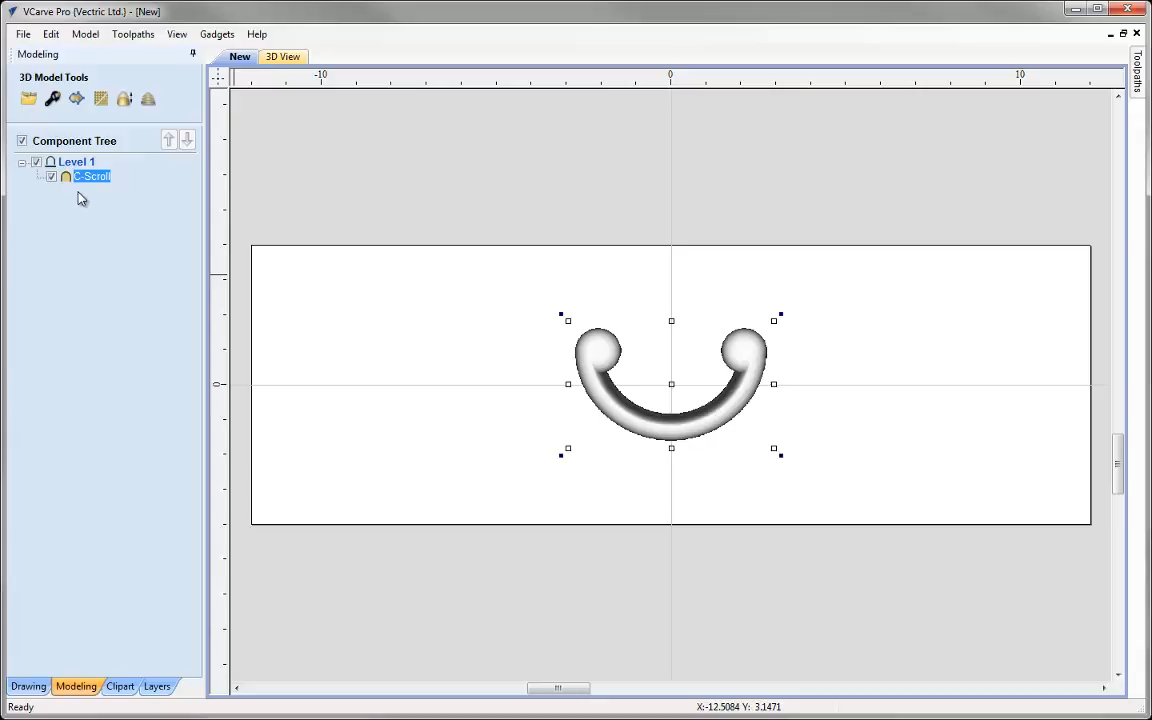 VCarve Pro {Vectric Ltd.} - [New]
File Edit Model Toolpaths View Gadgets Help
Modeling
New 3D View
Toolpaths
3D Model Tools
-10 0 10
Component Tree
Level 1
C-Scroll
0
Drawing Modeling Clipart Layers
Ready X:-12.5084 Y: 3.1471